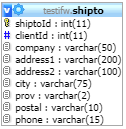 testifw.shipto
shiptoId : int(11)
clientId : int(11)
company : varchar(50)
address1 : varchar(200)
address2 : varchar(200)
city : varchar(75)
prov : varchar(2)
postal : varchar(10)
phone : varchar(15)